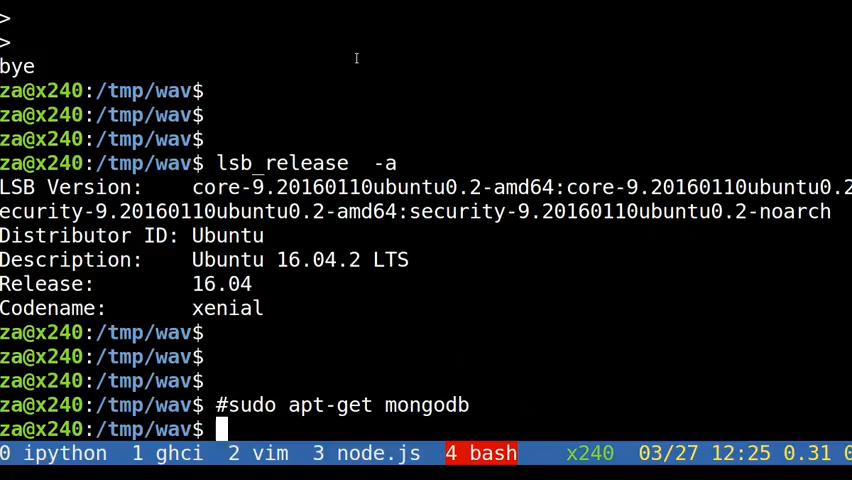 >
>
bye
za@x240:/tmp/wav$
za@x240:/tmp/wav$
za@x240:/tmp/wav$
za@x240:/tmp/wav$ lsb_release  -a
LSB Version:    core-9.20160110ubuntu0.2-amd64:core-9.20160110ubuntu0.2
ecurity-9.20160110ubuntu0.2-amd64:security-9.20160110ubuntu0.2-noarch
Distributor ID: Ubuntu
Description:    Ubuntu 16.04.2 LTS
Release:        16.04
Codename:       xenial
za@x240:/tmp/wav$
za@x240:/tmp/wav$
za@x240:/tmp/wav$
za@x240:/tmp/wav$ #sudo apt-get mongodb
za@x240:/tmp/wav$
0 ipython  1 ghci  2 vim  3 node.js  4 bash    x240  03/27 12:25 0.31 0